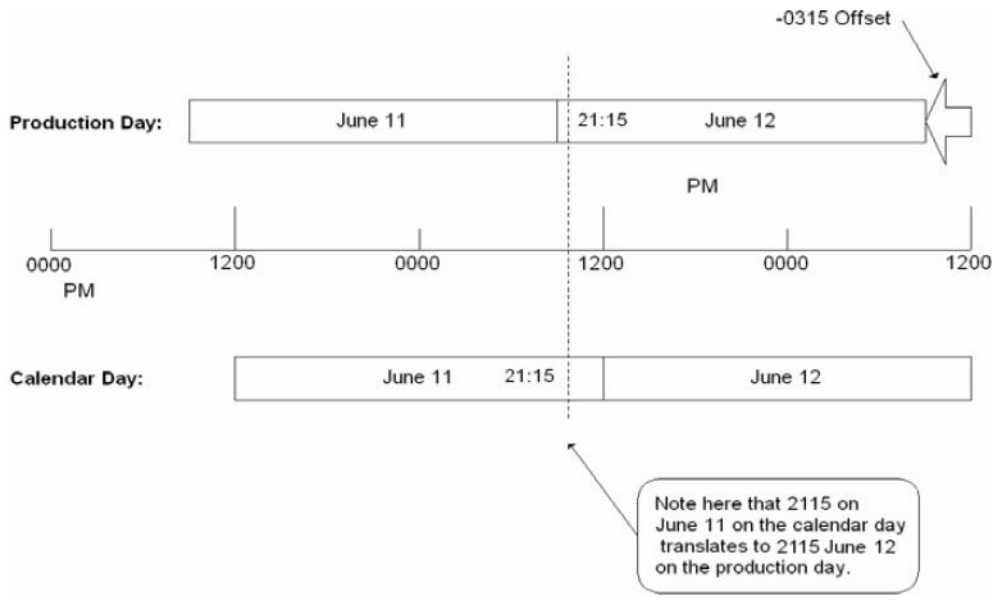 -0315 Offset
Production Day:
June 11
21:15
June 12
PM
0000
1200
0000
1200
0000
1200
PM
Calendar Day:
June 11
21:15
June 12
Note here that 2115 on
June 11 on the calendar day
translates to 2115 June 12
on the production day.